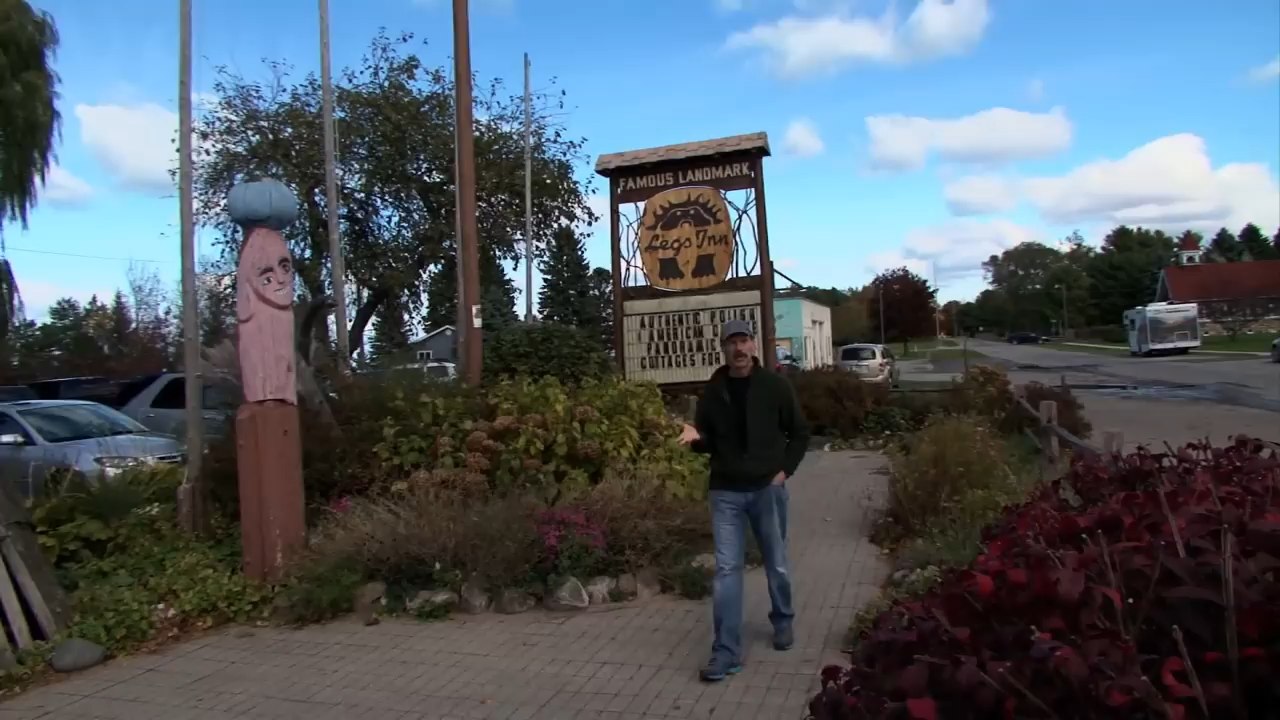 FAMOUS LANDMARK
Legs Inn
AUTHENTIC POLISH
AMERICAN
PANORAMIC
COTTAGES FOR